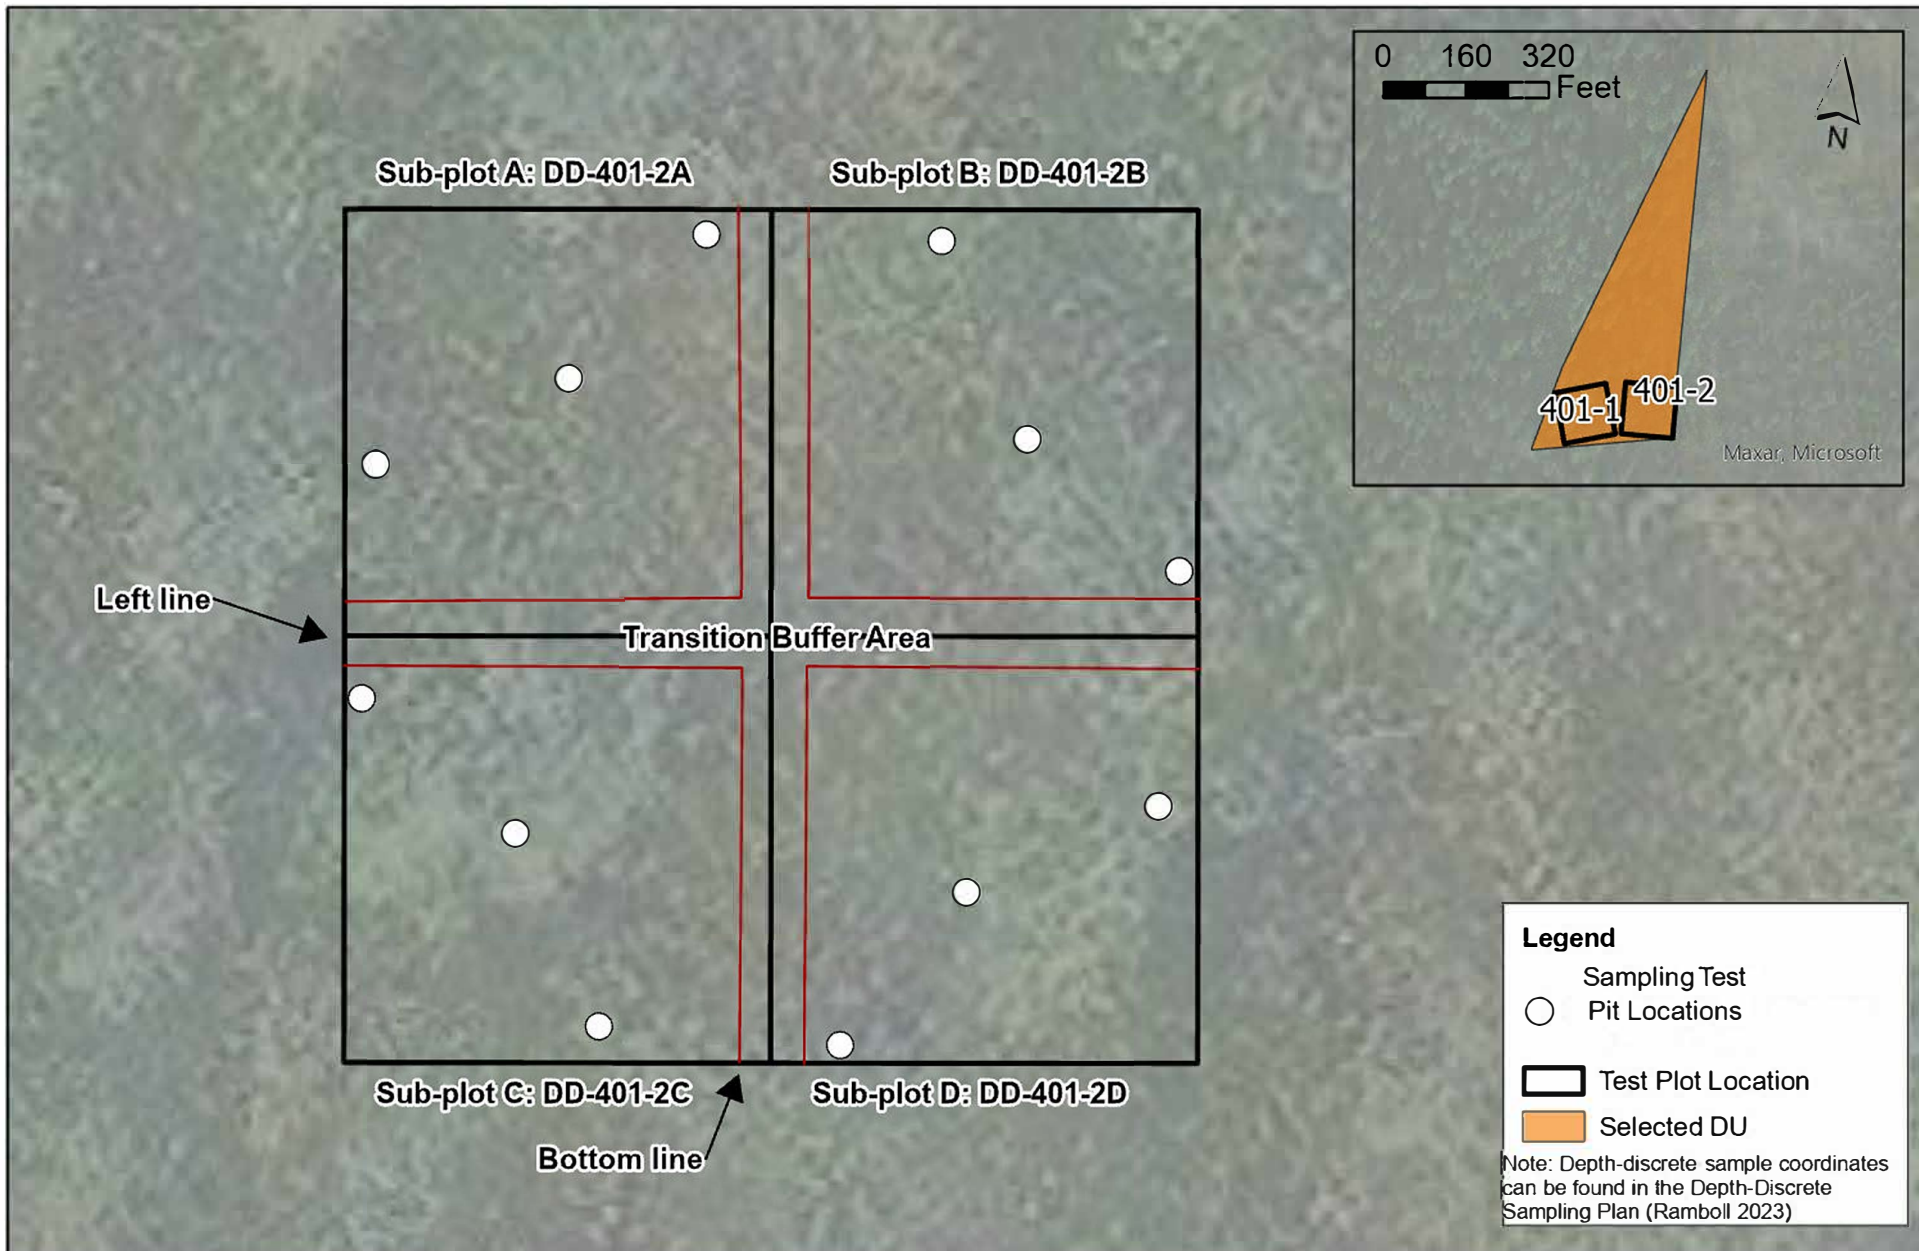 0 160 320
Feet
N
401-1
401-2
Maxar, Microsoft
Sub-plot A: DD-401-2A
Sub-plot B: DD-401-2B
Left line
Transition Buffer Area
Sub-plot C: DD-401-2C
Sub-plot D: DD-401-2D
Bottom line
Legend
Sampling Test
Pit Locations
Test Plot Location
Selected DU
Note: Depth-discrete sample coordinates
can be found in the Depth-Discrete
Sampling Plan (Ramboll 2023)